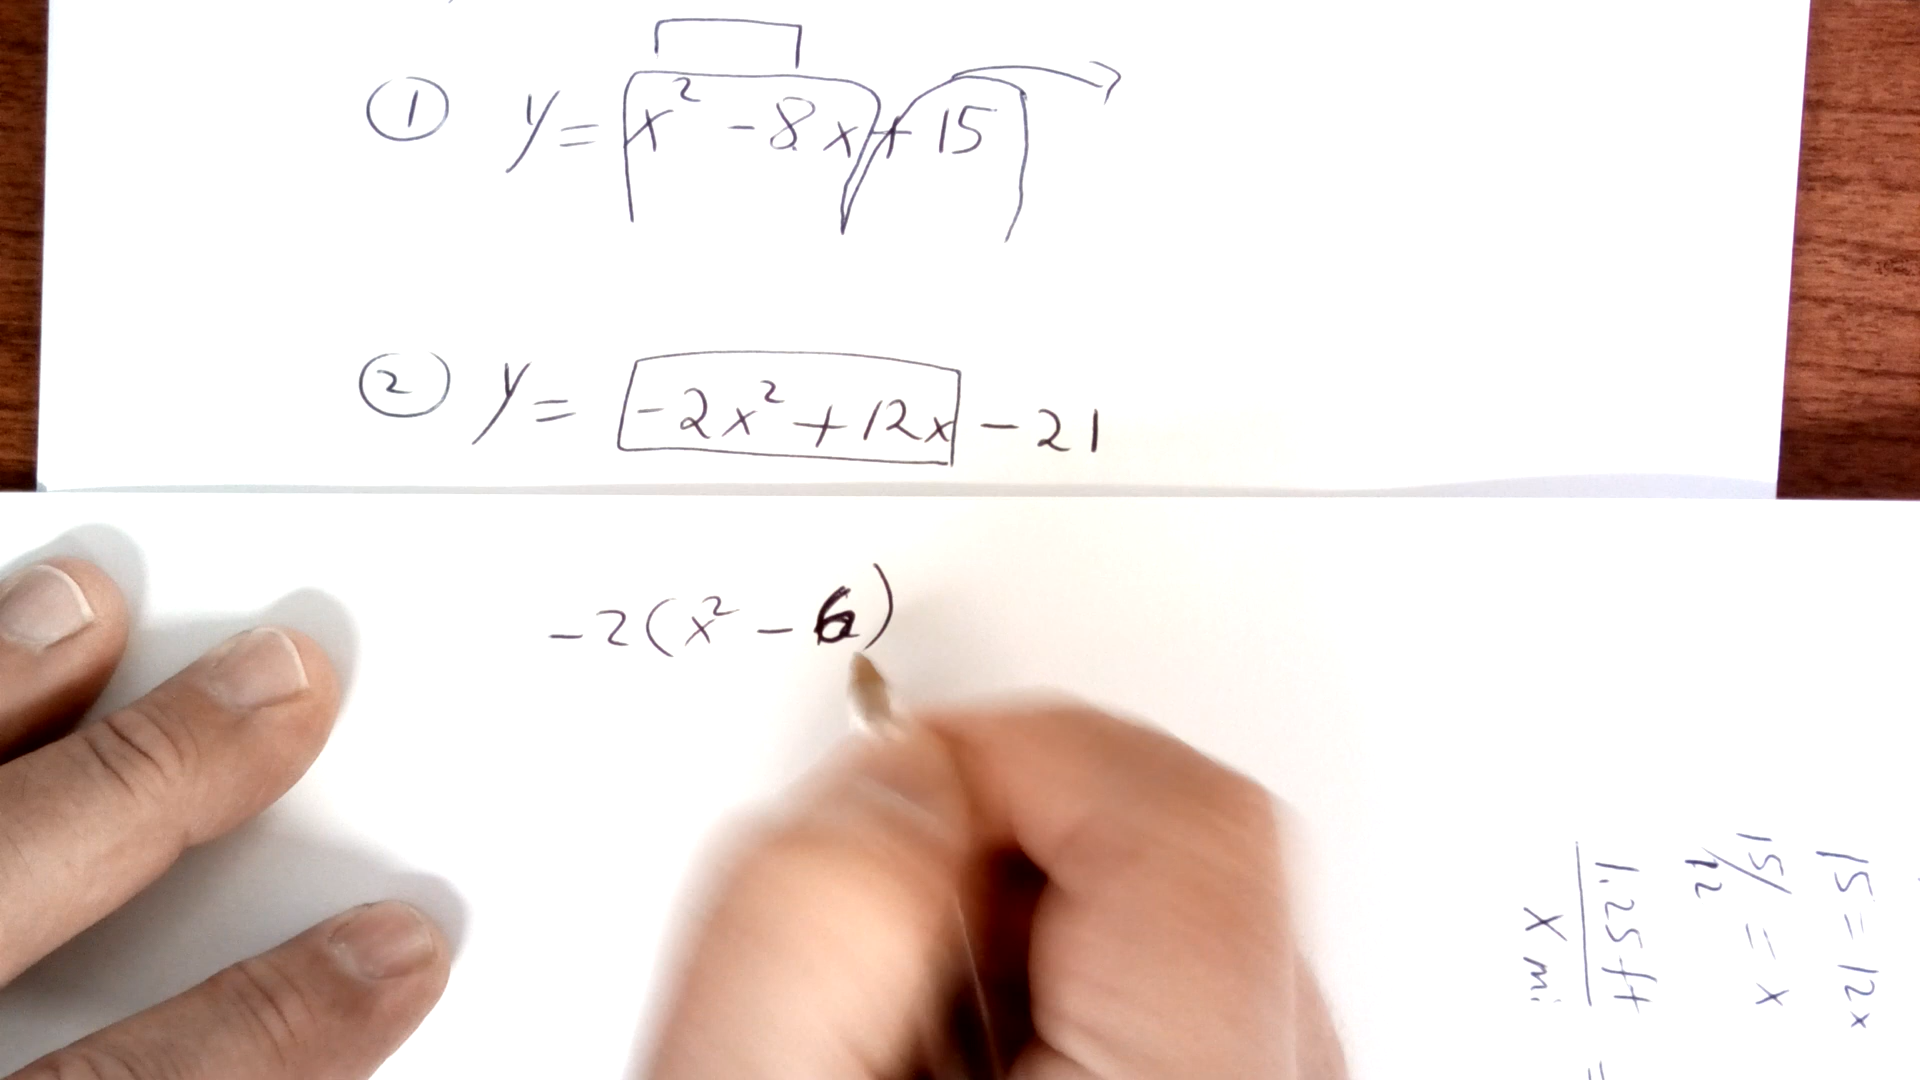 ① y = x² - 8x + 15
② y = -2x² + 12x - 21
-2(x² - 6)
15 = 12x
15/12 = x
1.25 ft
x mi
=